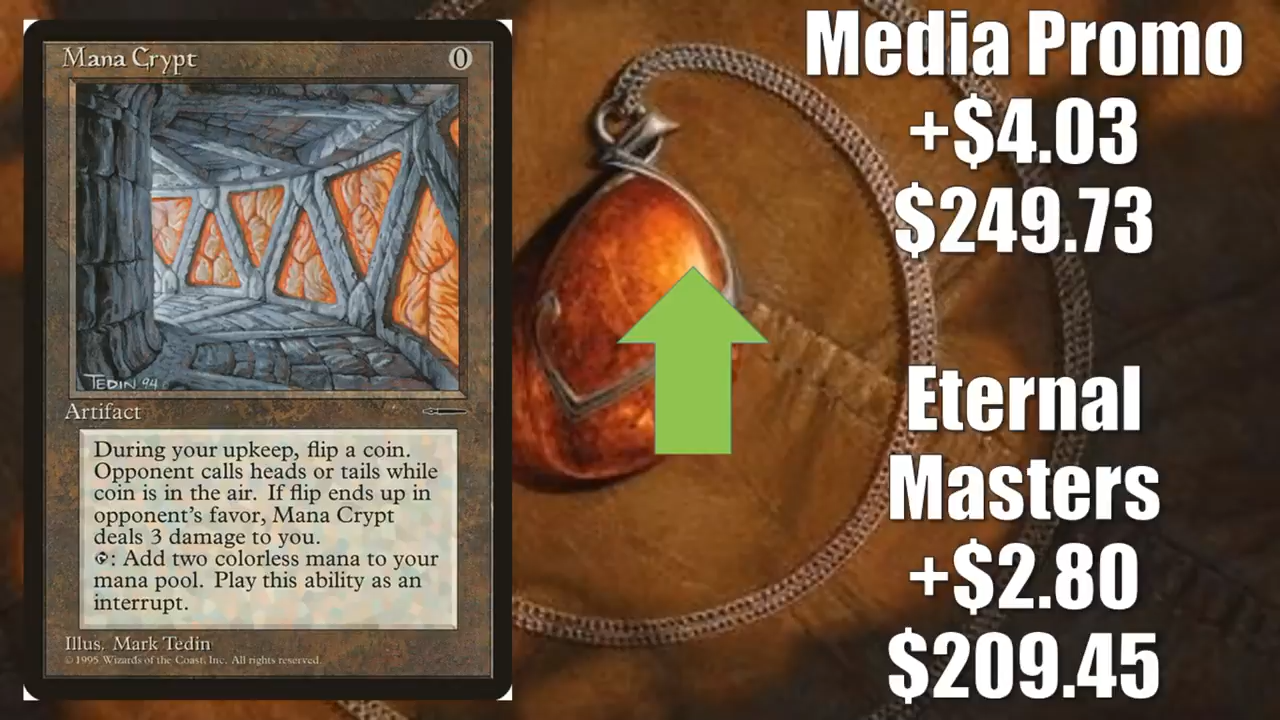 Mana Crypt
0
TEDIN 94
Artifact
During your upkeep, flip a coin.
Opponent calls heads or tails while
coin is in the air. If flip ends up in
opponent's favor, Mana Crypt
deals 3 damage to you.
: Add two colorless mana to your
mana pool. Play this ability as an
interrupt.
Illus. Mark Tedin
© 1995 Wizards of the Coast, Inc. All rights reserved.
Media Promo
+$4.03
$249.73
Eternal
Masters
+$2.80
$209.45